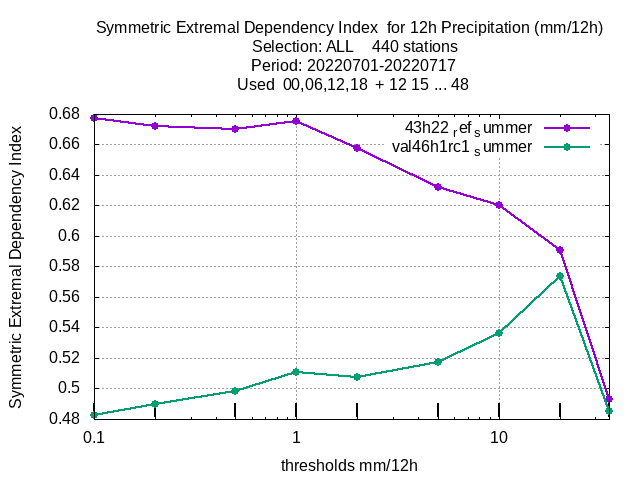 Symmetric Extremal Dependency Index  for 12h Precipitation (mm/12h)
Selection: ALL    440 stations
Period: 20220701-20220717
Used  00,06,12,18  + 12 15 ... 48
Symmetric Extremal Dependency Index
0.68
0.66
0.64
0.62
0.6
0.58
0.56
0.54
0.52
0.5
0.48
43h22 ref summer
val46h1rc1 summer
0.1
1
10
thresholds mm/12h